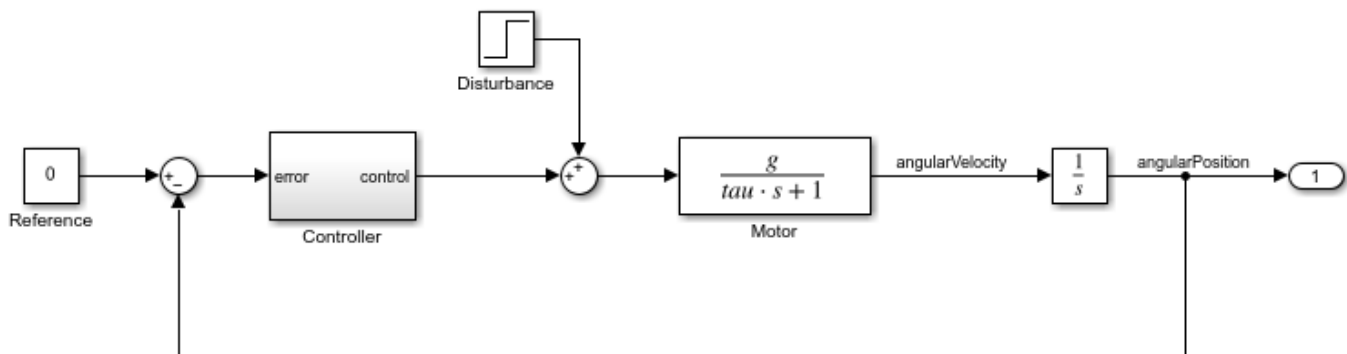 Disturbance
0
+
−
Reference
error
control
Controller
+
+
g
tau · s + 1
Motor
angularVelocity
1
s
angularPosition
1